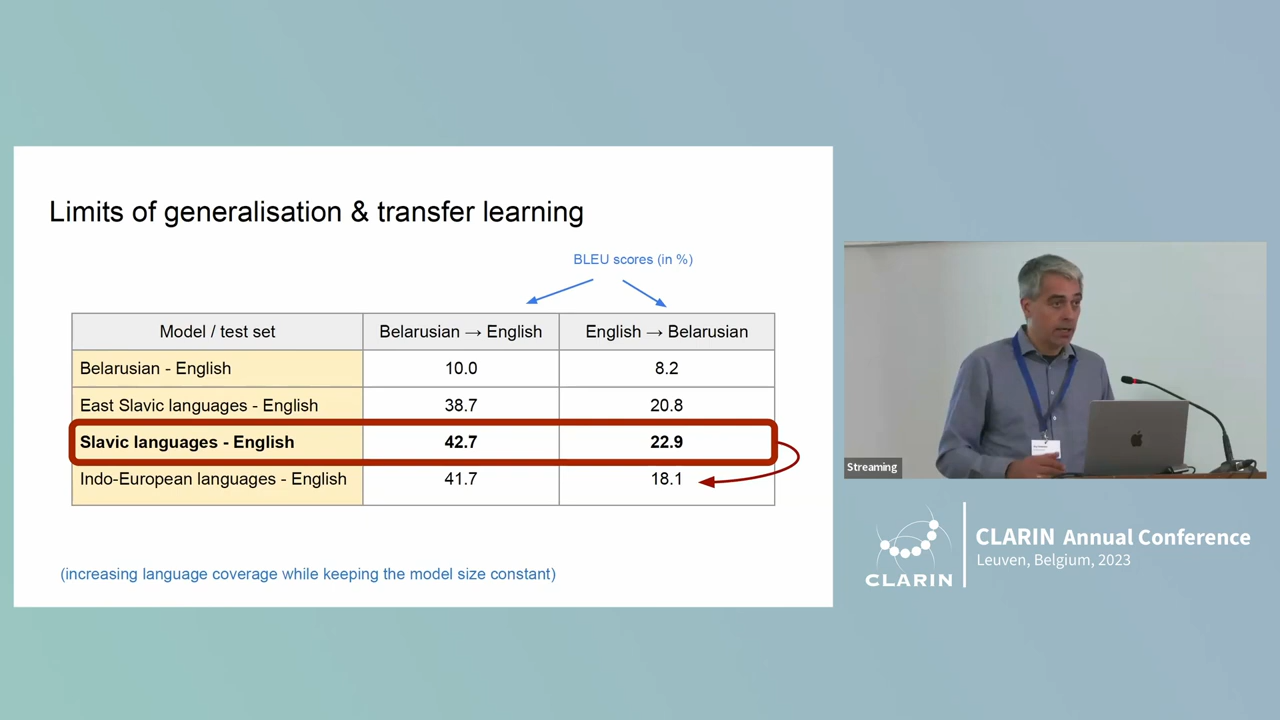 Limits of generalisation & transfer learning
BLEU scores (in %)
Model / test set Belarusian → English English → Belarusian
Belarusian - English 10.0 8.2
East Slavic languages - English 38.7 20.8
Slavic languages - English 42.7 22.9
Indo-European languages - English 41.7 18.1
(increasing language coverage while keeping the model size constant)
Streaming
CLARIN
CLARIN Annual Conference
Leuven, Belgium, 2023